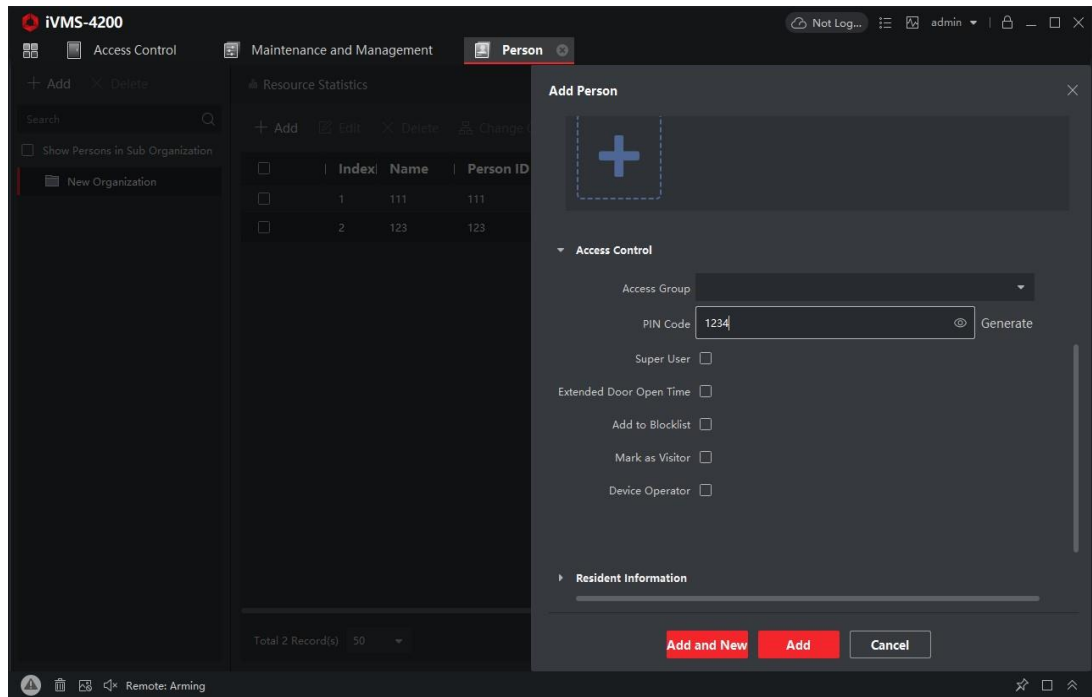 iVMS-4200
Not Log... admin
Access Control Maintenance and Management Person
Add Delete
Search
Show Persons in Sub Organization
New Organization
Resource Statistics
Add Edit Delete Change
Index Name Person ID
1 111 111
2 123 123
Total 2 Record(s) 50
Add Person
Access Control
Access Group
PIN Code 1234 Generate
Super User
Extended Door Open Time
Add to Blocklist
Mark as Visitor
Device Operator
Resident Information
Add and New Add Cancel
Remote: Arming